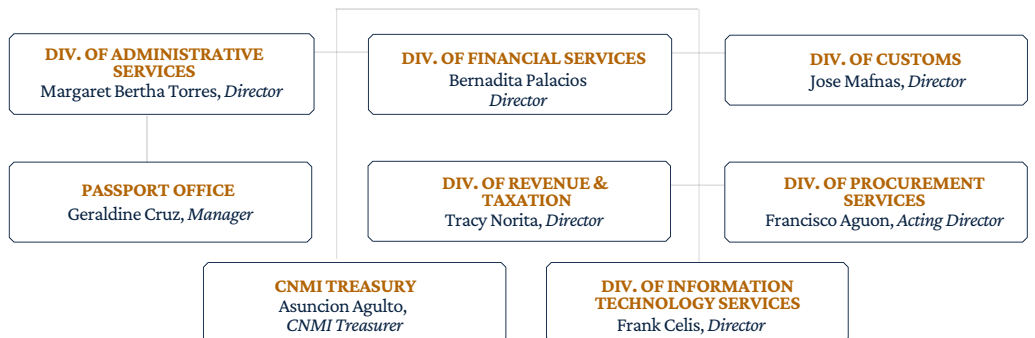 DIV. OF ADMINISTRATIVE
SERVICES
Margaret Bertha Torres, Director
DIV. OF FINANCIAL SERVICES
Bernadita Palacios
Director
DIV. OF CUSTOMS
Jose Mafnas, Director
PASSPORT OFFICE
Geraldine Cruz, Manager
DIV. OF REVENUE &
TAXATION
Tracy Norita, Director
DIV. OF PROCUREMENT
SERVICES
Francisco Aguon, Acting Director
CNMI TREASURY
Asuncion Agulto,
CNMI Treasurer
DIV. OF INFORMATION
TECHNOLOGY SERVICES
Frank Celis, Director